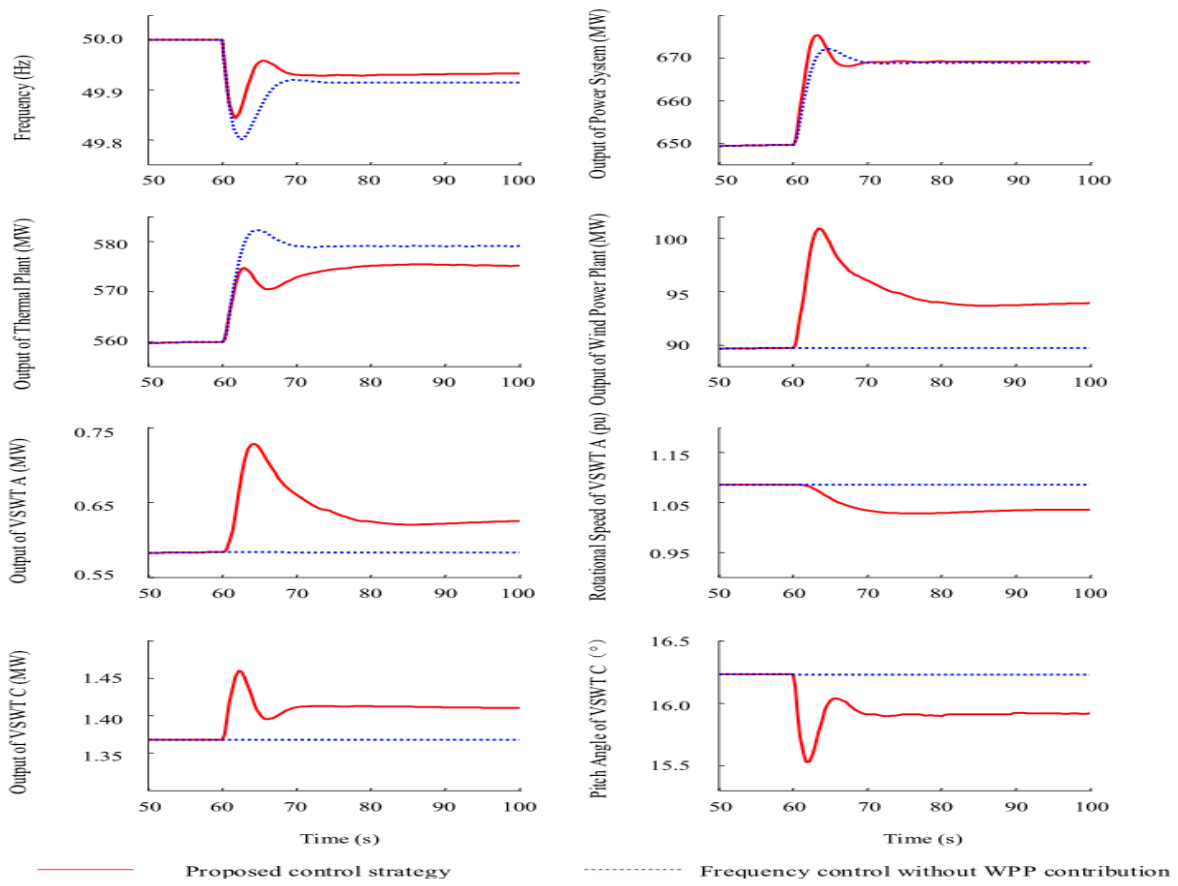 Frequency (Hz)
50.0
49.9
49.8
50 60 70 80 90 100
Output of Power System (MW)
670
660
650
50 60 70 80 90 100
Output of Thermal Plant (MW)
580
570
560
50 60 70 80 90 100
Output of Wind Power Plant (MW)
100
95
90
50 60 70 80 90 100
Output of VSWT A (MW)
0.75
0.65
0.55
50 60 70 80 90 100
Rotational Speed of VSWT A (pu)
1.15
1.05
0.95
50 60 70 80 90 100
Output of VSWT C (MW)
1.45
1.40
1.35
50 60 70 80 90 100
Time (s)
Pitch Angle of VSWT C (°)
16.5
16.0
15.5
50 60 70 80 90 100
Time (s)
Proposed control strategy
Frequency control without WPP contribution